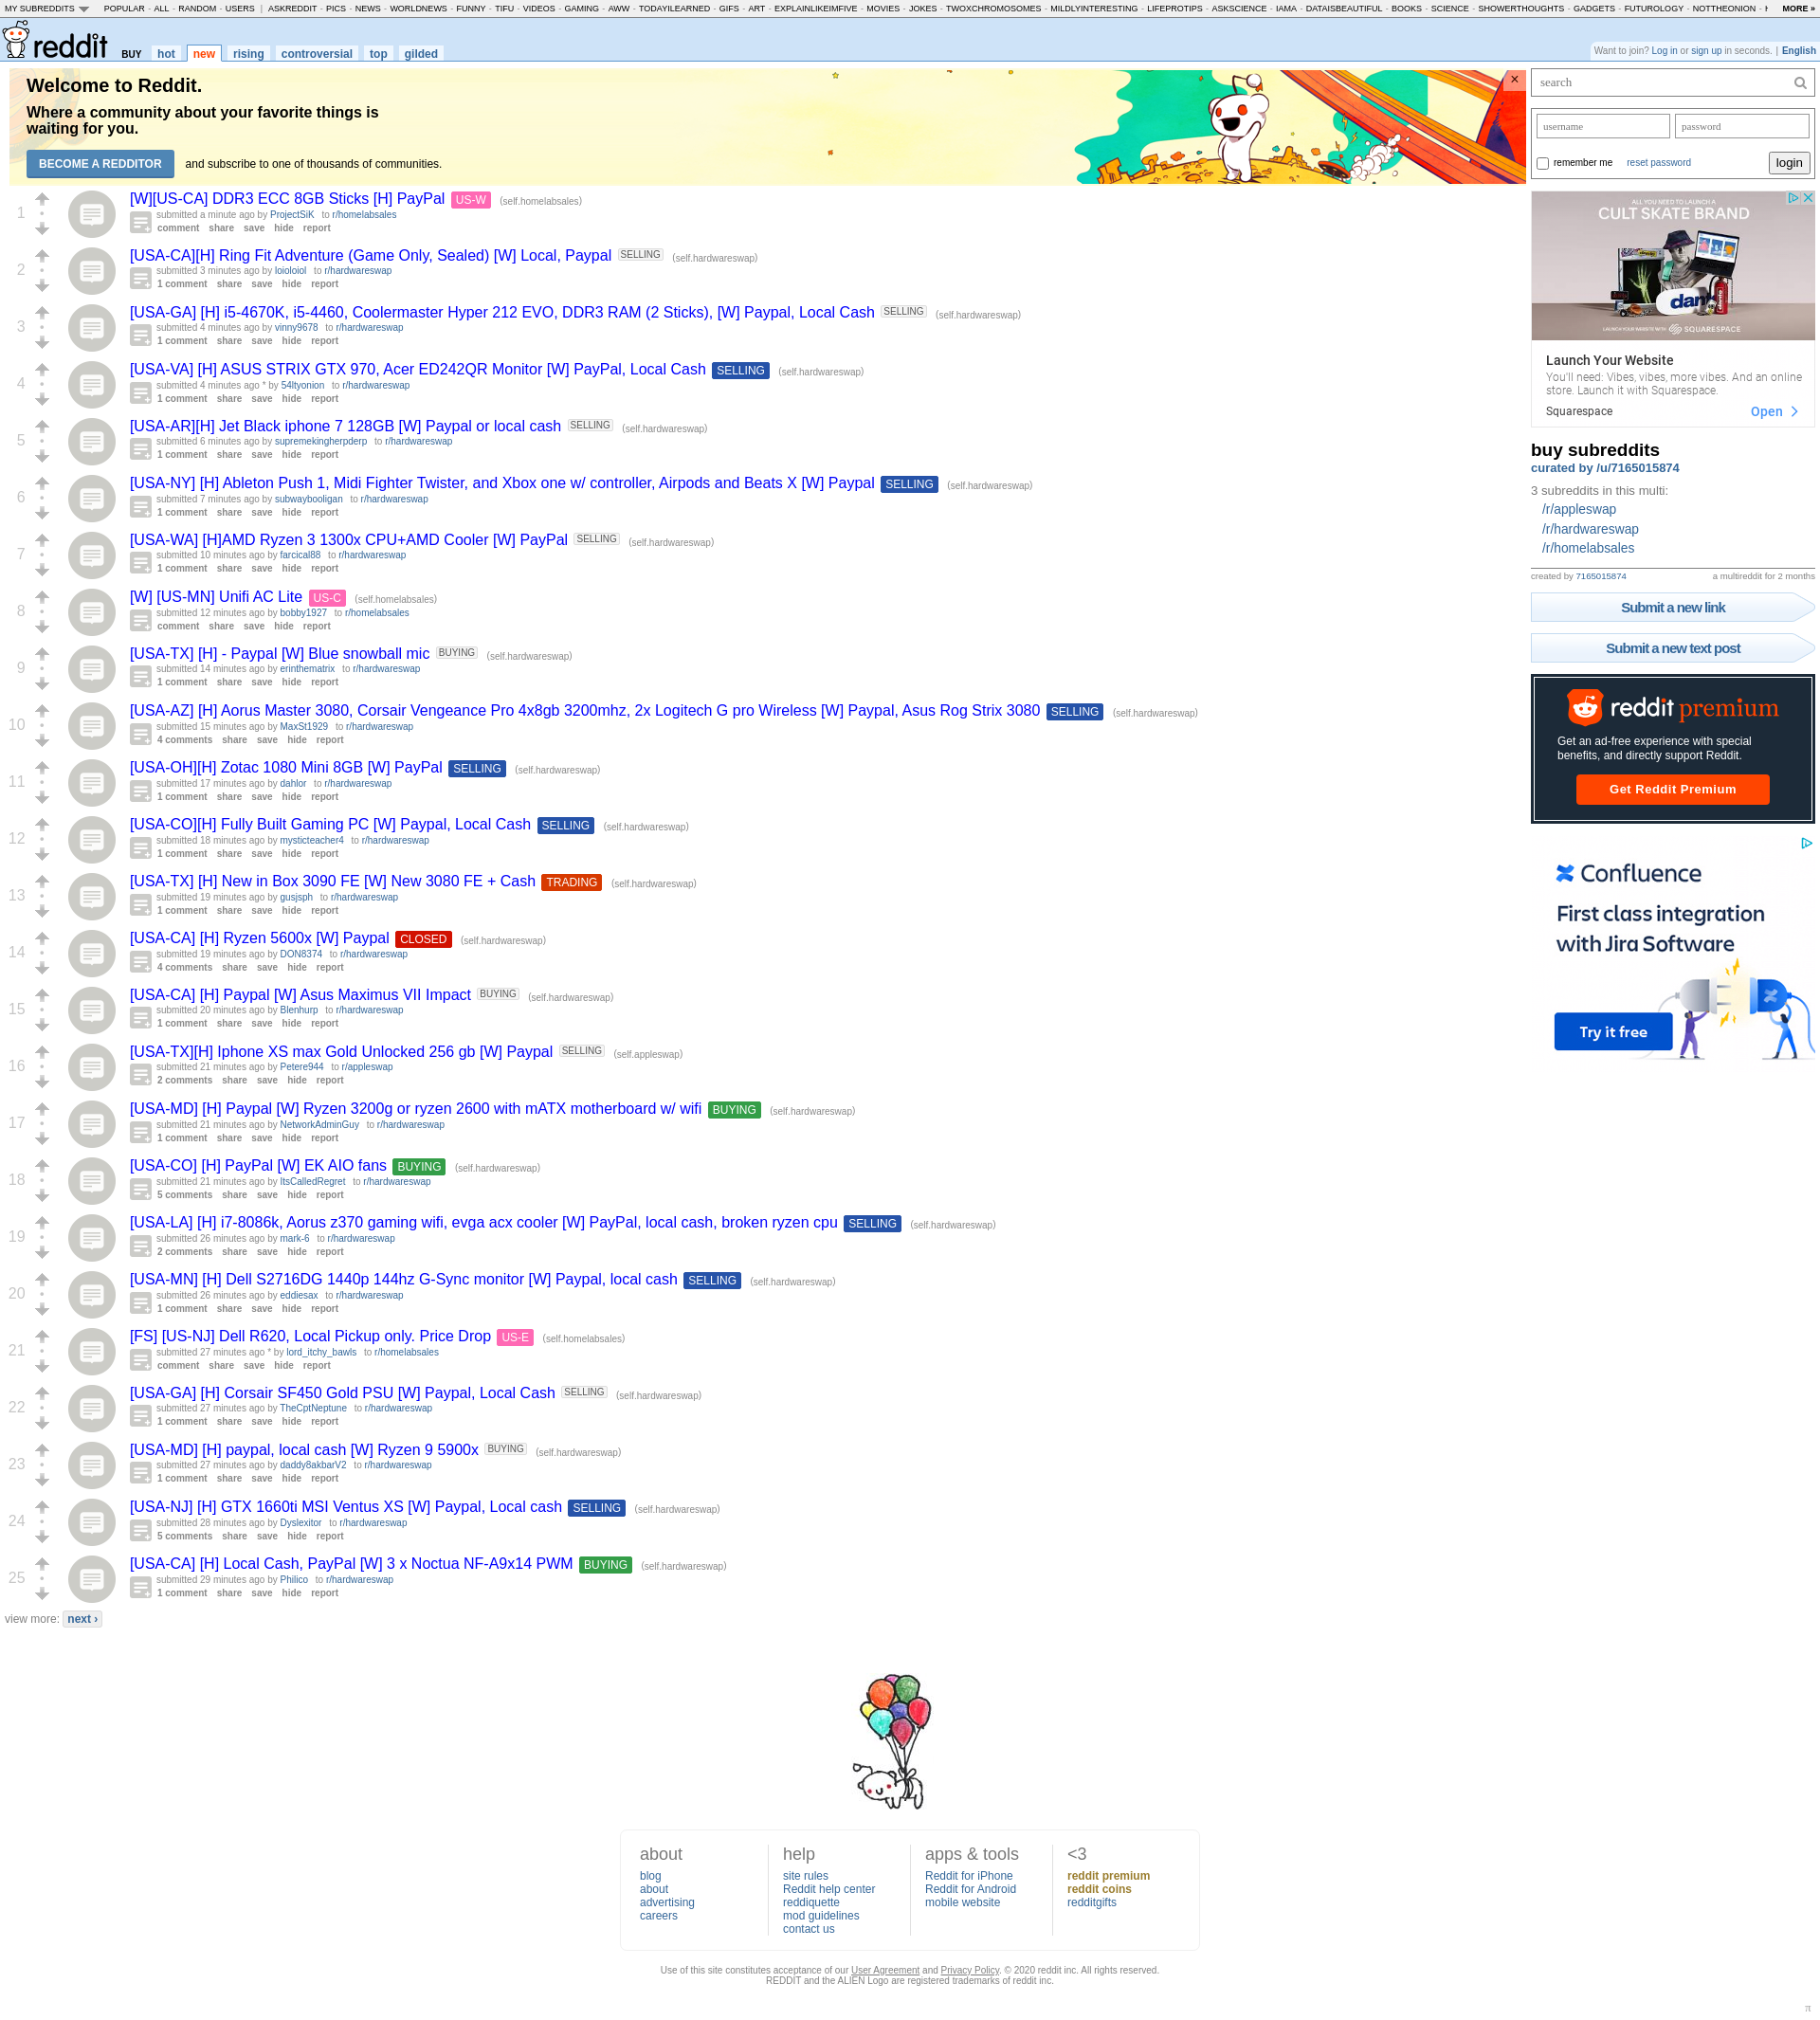 MY SUBREDDITS POPULAR - ALL - RANDOM - USERS | ASKREDDIT - PICS - NEWS - WORLDNEWS - FUNNY - TIFU - VIDEOS - GAMING - AWW - TODAYILEARNED - GIFS - ART - EXPLAINLIKEIMFIVE - MOVIES - JOKES - TWOXCHROMOSOMES - MILDLYINTERESTING - LIFEPROTIPS - ASKSCIENCE - IAMA - DATAISBEAUTIFUL - BOOKS - SCIENCE - SHOWERTHOUGHTS - GADGETS - FUTUROLOGY - NOTTHEONION - MORE »
reddit BUY hot new rising controversial top gilded
Want to join? Log in or sign up in seconds. | English
Welcome to Reddit.
Where a community about your favorite things is
waiting for you.
BECOME A REDDITOR and subscribe to one of thousands of communities.
×
1
[W][US-CA] DDR3 ECC 8GB Sticks [H] PayPal US-W (self.homelabsales)
submitted a minute ago by ProjectSiK to r/homelabsales
comment share save hide report
2
[USA-CA][H] Ring Fit Adventure (Game Only, Sealed) [W] Local, Paypal SELLING (self.hardwareswap)
submitted 3 minutes ago by loioloiol to r/hardwareswap
1 comment share save hide report
3
[USA-GA] [H] i5-4670K, i5-4460, Coolermaster Hyper 212 EVO, DDR3 RAM (2 Sticks), [W] Paypal, Local Cash SELLING (self.hardwareswap)
submitted 4 minutes ago by vinny9678 to r/hardwareswap
1 comment share save hide report
4
[USA-VA] [H] ASUS STRIX GTX 970, Acer ED242QR Monitor [W] PayPal, Local Cash SELLING (self.hardwareswap)
submitted 4 minutes ago * by 54ltyonion to r/hardwareswap
1 comment share save hide report
5
[USA-AR][H] Jet Black iphone 7 128GB [W] Paypal or local cash SELLING (self.hardwareswap)
submitted 6 minutes ago by supremekingherpderp to r/hardwareswap
1 comment share save hide report
6
[USA-NY] [H] Ableton Push 1, Midi Fighter Twister, and Xbox one w/ controller, Airpods and Beats X [W] Paypal SELLING (self.hardwareswap)
submitted 7 minutes ago by subwaybooligan to r/hardwareswap
1 comment share save hide report
7
[USA-WA] [H]AMD Ryzen 3 1300x CPU+AMD Cooler [W] PayPal SELLING (self.hardwareswap)
submitted 10 minutes ago by farcical88 to r/hardwareswap
1 comment share save hide report
8
[W] [US-MN] Unifi AC Lite US-C (self.homelabsales)
submitted 12 minutes ago by bobby1927 to r/homelabsales
comment share save hide report
9
[USA-TX] [H] - Paypal [W] Blue snowball mic BUYING (self.hardwareswap)
submitted 14 minutes ago by erinthematrix to r/hardwareswap
1 comment share save hide report
10
[USA-AZ] [H] Aorus Master 3080, Corsair Vengeance Pro 4x8gb 3200mhz, 2x Logitech G pro Wireless [W] Paypal, Asus Rog Strix 3080 SELLING (self.hardwareswap)
submitted 15 minutes ago by MaxSt1929 to r/hardwareswap
4 comments share save hide report
11
[USA-OH][H] Zotac 1080 Mini 8GB [W] PayPal SELLING (self.hardwareswap)
submitted 17 minutes ago by dahlor to r/hardwareswap
1 comment share save hide report
12
[USA-CO][H] Fully Built Gaming PC [W] Paypal, Local Cash SELLING (self.hardwareswap)
submitted 18 minutes ago by mysticteacher4 to r/hardwareswap
1 comment share save hide report
13
[USA-TX] [H] New in Box 3090 FE [W] New 3080 FE + Cash TRADING (self.hardwareswap)
submitted 19 minutes ago by gusjsph to r/hardwareswap
1 comment share save hide report
14
[USA-CA] [H] Ryzen 5600x [W] Paypal CLOSED (self.hardwareswap)
submitted 19 minutes ago by DON8374 to r/hardwareswap
4 comments share save hide report
15
[USA-CA] [H] Paypal [W] Asus Maximus VII Impact BUYING (self.hardwareswap)
submitted 20 minutes ago by Blenhurp to r/hardwareswap
1 comment share save hide report
16
[USA-TX][H] Iphone XS max Gold Unlocked 256 gb [W] Paypal SELLING (self.appleswap)
submitted 21 minutes ago by Petere944 to r/appleswap
2 comments share save hide report
17
[USA-MD] [H] Paypal [W] Ryzen 3200g or ryzen 2600 with mATX motherboard w/ wifi BUYING (self.hardwareswap)
submitted 21 minutes ago by NetworkAdminGuy to r/hardwareswap
1 comment share save hide report
18
[USA-CO] [H] PayPal [W] EK AIO fans BUYING (self.hardwareswap)
submitted 21 minutes ago by ItsCalledRegret to r/hardwareswap
5 comments share save hide report
19
[USA-LA] [H] i7-8086k, Aorus z370 gaming wifi, evga acx cooler [W] PayPal, local cash, broken ryzen cpu SELLING (self.hardwareswap)
submitted 26 minutes ago by mark-6 to r/hardwareswap
2 comments share save hide report
20
[USA-MN] [H] Dell S2716DG 1440p 144hz G-Sync monitor [W] Paypal, local cash SELLING (self.hardwareswap)
submitted 26 minutes ago by eddiesax to r/hardwareswap
1 comment share save hide report
21
[FS] [US-NJ] Dell R620, Local Pickup only. Price Drop US-E (self.homelabsales)
submitted 27 minutes ago * by lord_itchy_bawls to r/homelabsales
comment share save hide report
22
[USA-GA] [H] Corsair SF450 Gold PSU [W] Paypal, Local Cash SELLING (self.hardwareswap)
submitted 27 minutes ago by TheCptNeptune to r/hardwareswap
1 comment share save hide report
23
[USA-MD] [H] paypal, local cash [W] Ryzen 9 5900x BUYING (self.hardwareswap)
submitted 27 minutes ago by daddy8akbarV2 to r/hardwareswap
1 comment share save hide report
24
[USA-NJ] [H] GTX 1660ti MSI Ventus XS [W] Paypal, Local cash SELLING (self.hardwareswap)
submitted 28 minutes ago by Dyslexitor to r/hardwareswap
5 comments share save hide report
25
[USA-CA] [H] Local Cash, PayPal [W] 3 x Noctua NF-A9x14 PWM BUYING (self.hardwareswap)
submitted 29 minutes ago by Philico to r/hardwareswap
1 comment share save hide report
view more: next ›
search
username password
remember me reset password login
ALL YOU NEED TO LAUNCH A
CULT SKATE BRAND
dank
LAUNCH YOUR WEBSITE WITH SQUARESPACE
Launch Your Website
You'll need: Vibes, vibes, more vibes. And an online
store. Launch it with Squarespace.
Squarespace Open
buy subreddits
curated by /u/7165015874
3 subreddits in this multi:
/r/appleswap
/r/hardwareswap
/r/homelabsales
created by 7165015874 a multireddit for 2 months
Submit a new link
Submit a new text post
reddit premium
Get an ad-free experience with special
benefits, and directly support Reddit.
Get Reddit Premium
Confluence
First class integration
with Jira Software
Try it free
about
blog
about
advertising
careers
help
site rules
Reddit help center
reddiquette
mod guidelines
contact us
apps & tools
Reddit for iPhone
Reddit for Android
mobile website
<3
reddit premium
reddit coins
redditgifts
Use of this site constitutes acceptance of our User Agreement and Privacy Policy. © 2020 reddit inc. All rights reserved.
REDDIT and the ALIEN Logo are registered trademarks of reddit inc.
π